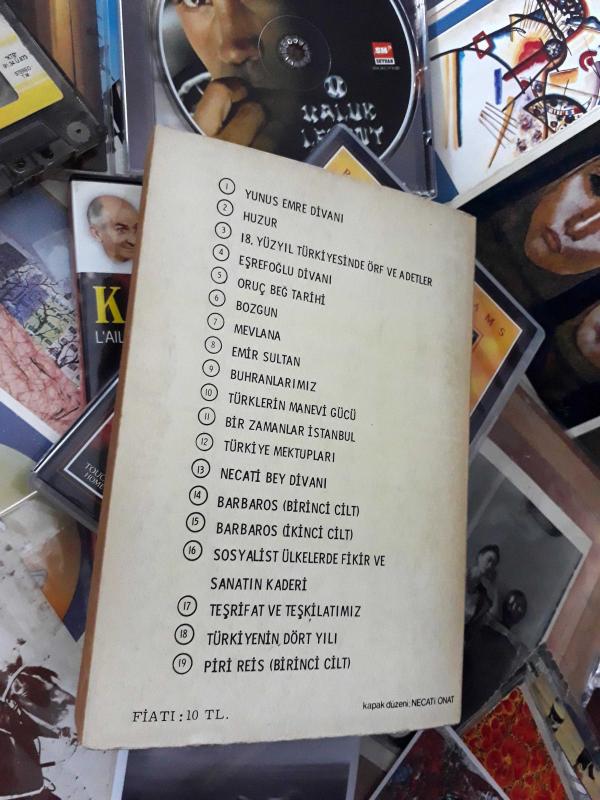 SM
SEYHAN
HALUK
LEVENT
K
L'AIL
A M S
TOUC
HOME
1 YUNUS EMRE DİVANI
2 HUZUR
3 18. YÜZYIL TÜRKİYESİNDE ÖRF VE ADETLER
4 EŞREFOĞLU DİVANI
5 ORUÇ BEĞ TARİHİ
6 BOZGUN
7 MEVLANA
8 EMİR SULTAN
9 BUHRANLARIMIZ
10 TÜRKLERİN MANEVİ GÜCÜ
11 BİR ZAMANLAR İSTANBUL
12 TÜRKİYE MEKTUPLARI
13 NECATİ BEY DİVANI
14 BARBAROS (BİRİNCİ CİLT)
15 BARBAROS (İKİNCİ CİLT)
16 SOSYALİST ÜLKELERDE FİKİR VE
SANATIN KADERİ
17 TEŞRİFAT VE TEŞKİLATIMIZ
18 TÜRKİYENİN DÖRT YILI
19 PİRİ REİS (BİRİNCİ CİLT)
FİATI : 10 TL.
kapak düzeni: NECATİ ONAT